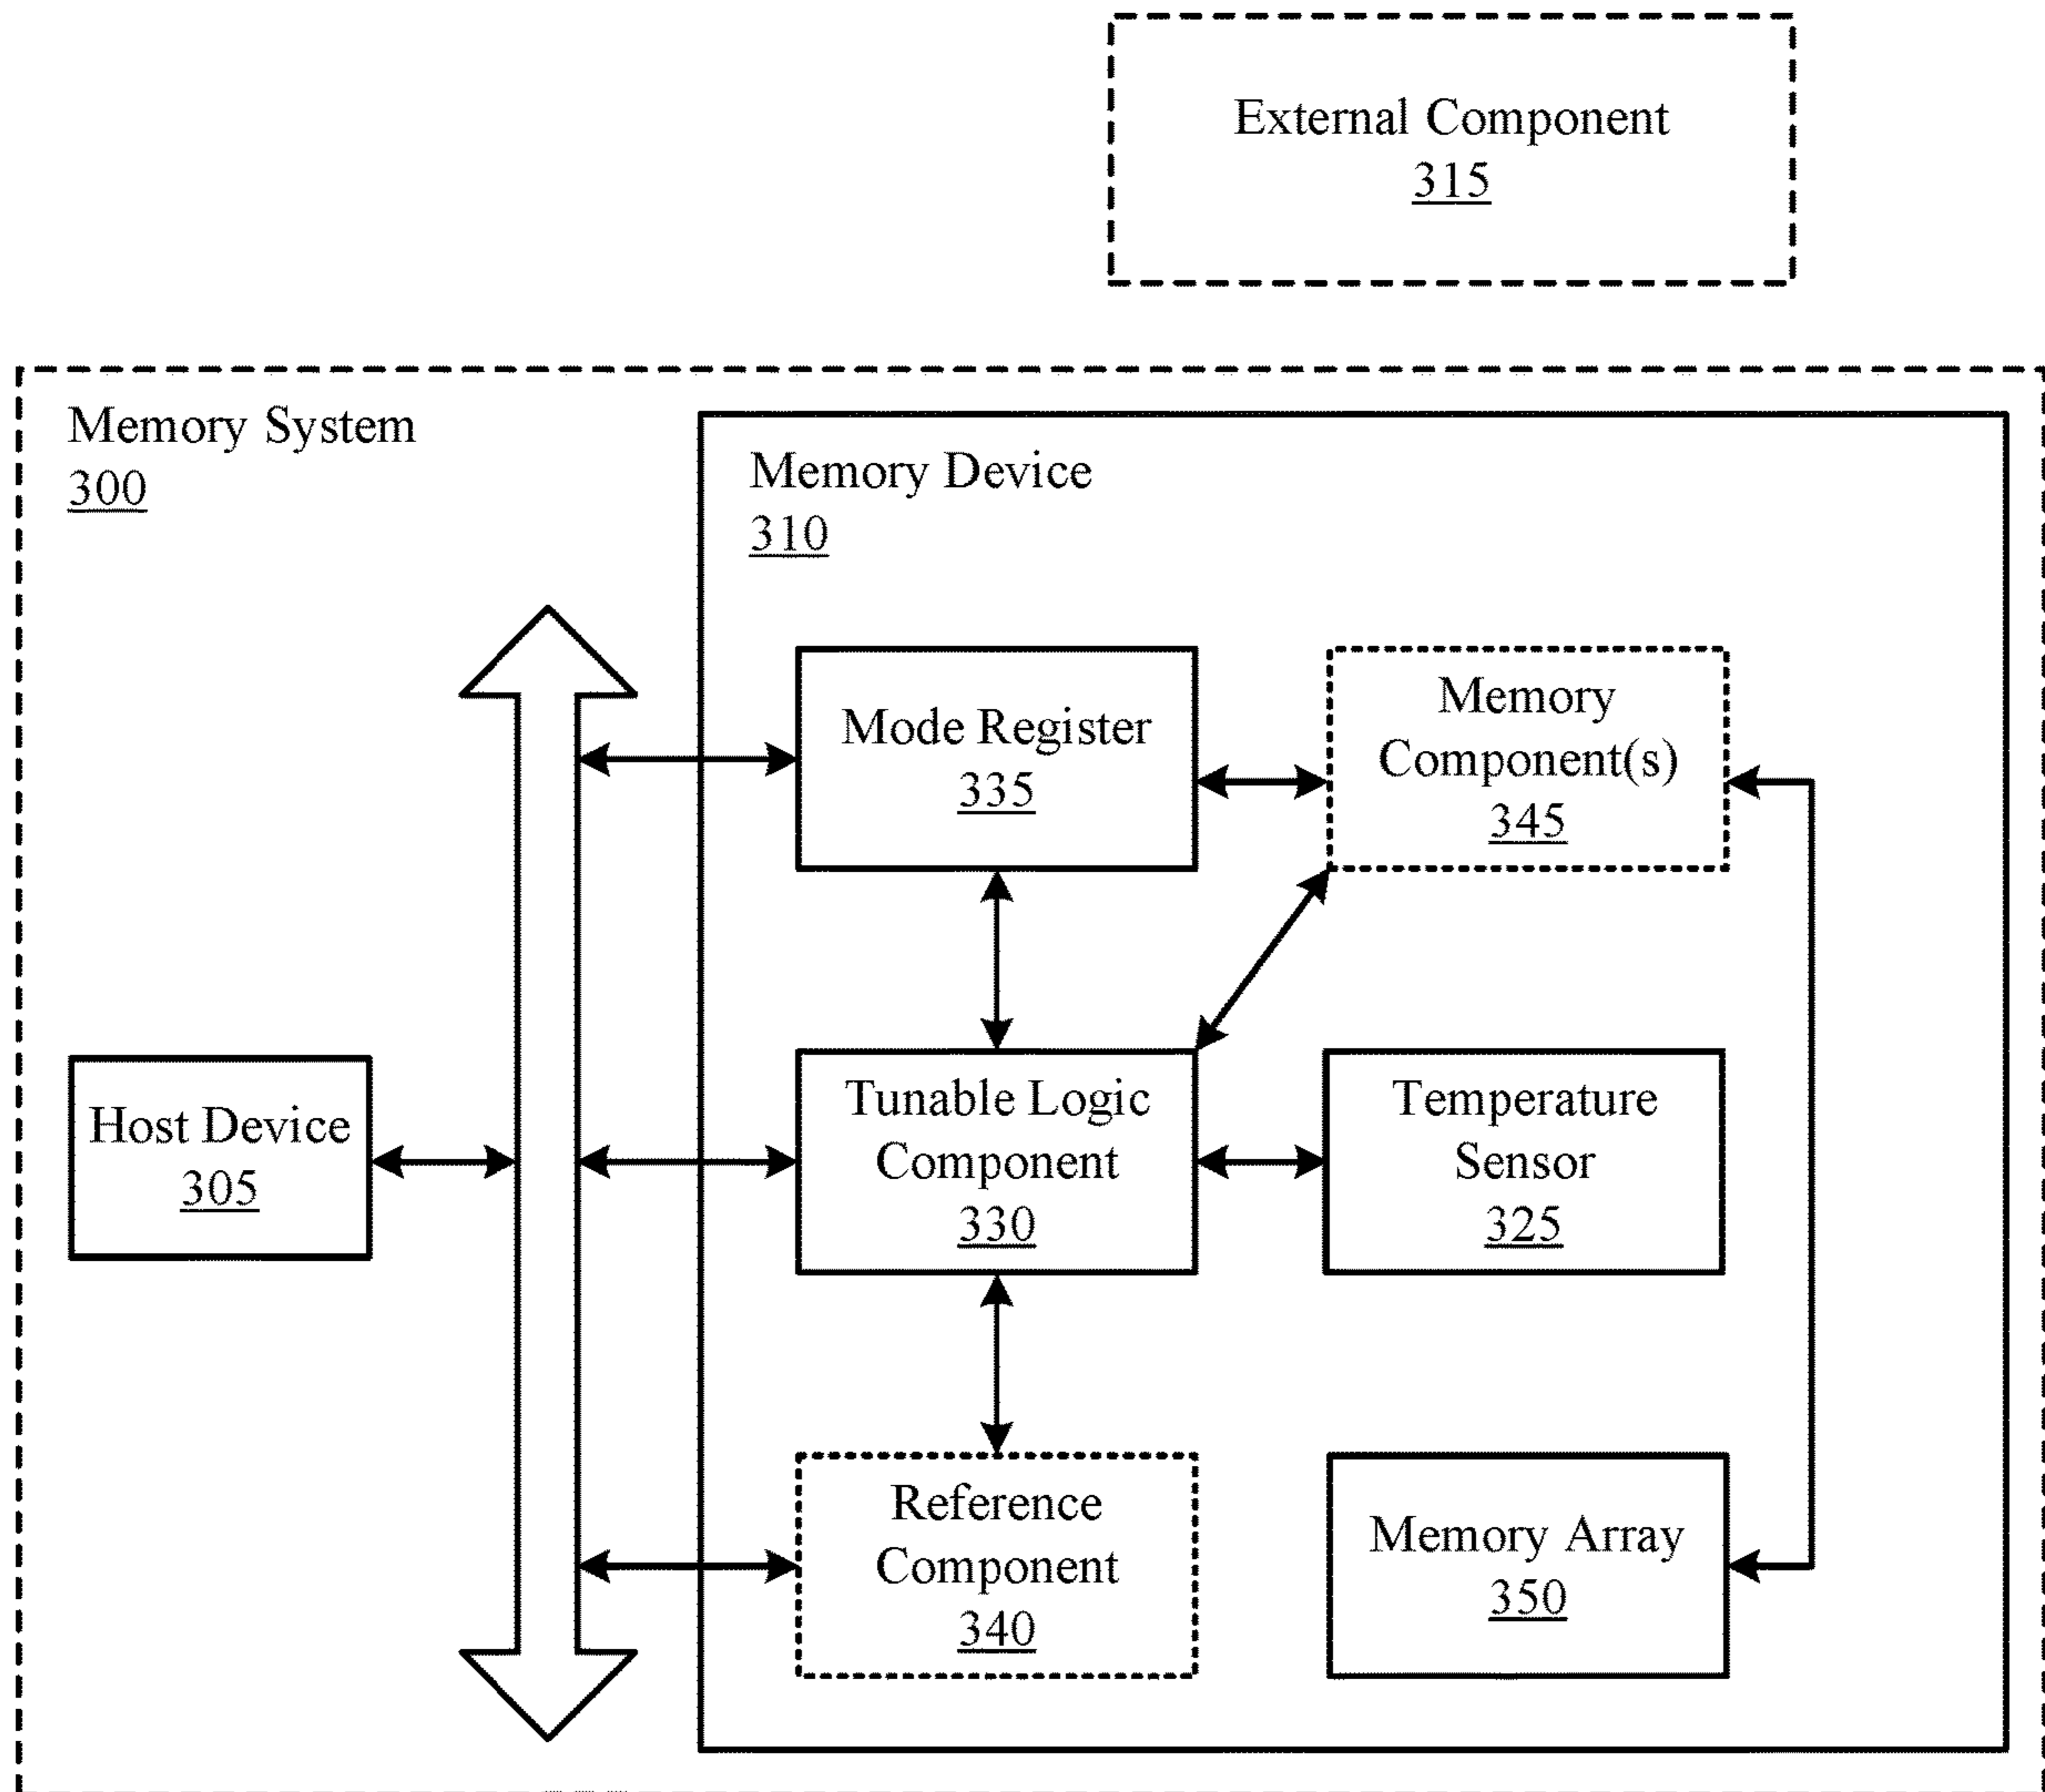 External Component
315
Memory System
300
Memory Device
310
Mode Register
335
Memory
Component(s)
345
Host Device
305
Tunable Logic
Component
330
Temperature
Sensor
325
Reference
Component
340
Memory Array
350